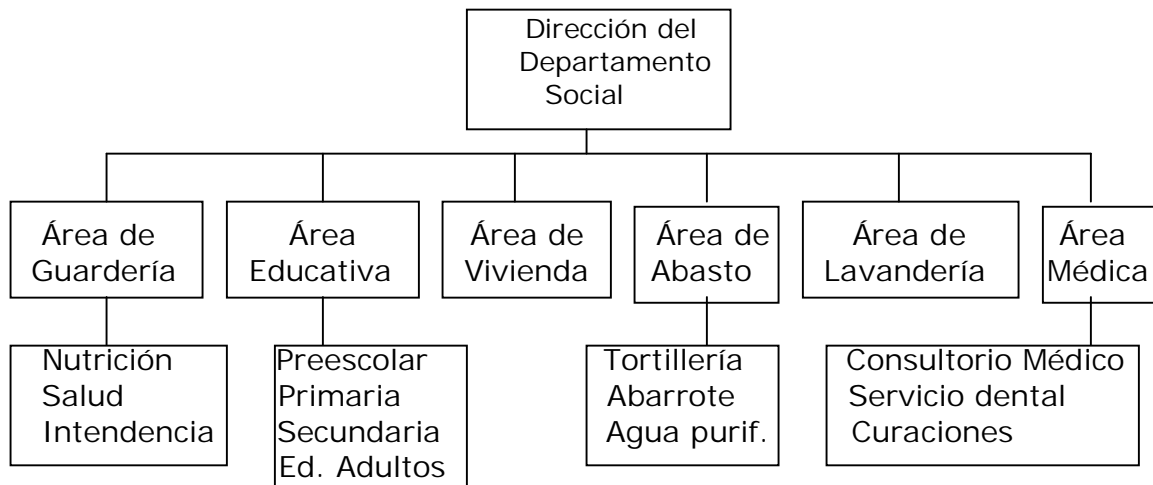 Dirección del
Departamento
Social
Área de
Guardería
Área
Educativa
Área de
Vivienda
Área de
Abasto
Área de
Lavandería
Área
Médica
Nutrición
Salud
Intendencia
Preescolar
Primaria
Secundaria
Ed. Adultos
Tortillería
Abarrote
Agua purif.
Consultorio Médico
Servicio dental
Curaciones